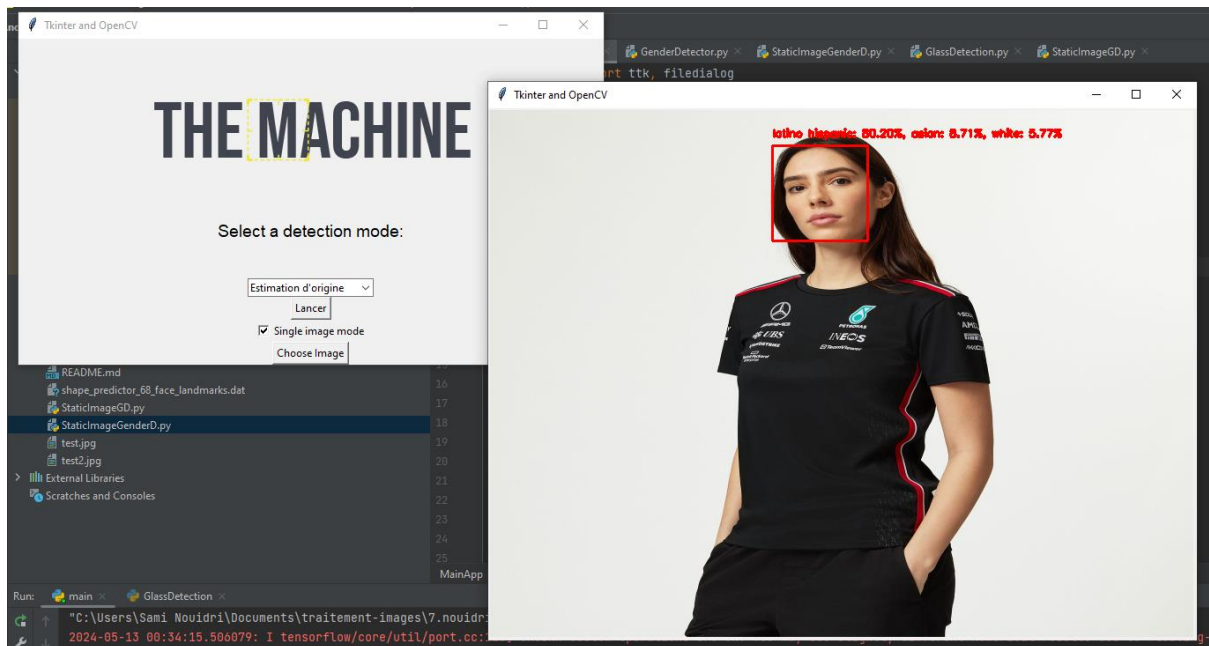 Tkinter and OpenCV
GenderDetector.py
StaticImageGenderD.py
GlassDetection.py
StaticImageGD.py
ttk, filedialog
THE MACHINE
Select a detection mode:
Estimation d'origine
Lancer
Single image mode
Choose Image
Tkinter and OpenCV
latino hispanic: 80.20%, asian: 8.71%, white: 5.77%
PETRONAS
UBS INEOS
TeamViewer
AMD
README.md
shape_predictor_68_face_landmarks.dat
StaticImageGD.py
StaticImageGenderD.py
test.jpg
test2.jpg
External Libraries
Scratches and Consoles
16
17
18
19
20
21
22
23
24
25
MainApp
Run: main GlassDetection
"C:\Users\Sami Nouidri\Documents\traitement-images\7.nouidr
2024-05-13 00:34:15.506079: I tensorflow/core/util/port.cc: